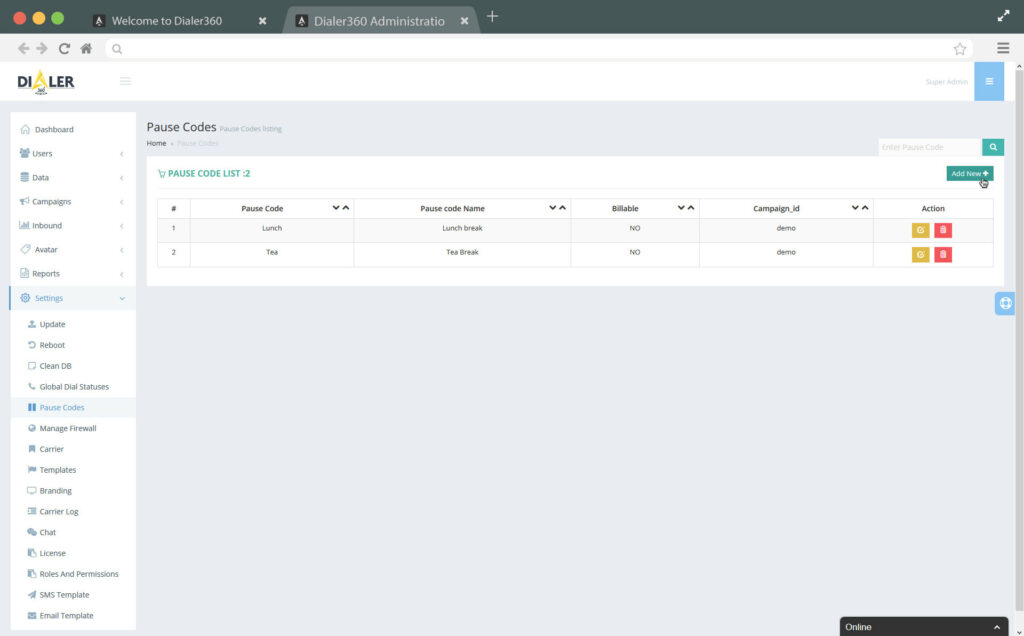 Welcome to Dialer360
Dialer360 Administratio
DIALER
360
Super Admin
Dashboard
Users
Data
Campaigns
Inbound
Avatar
Reports
Settings
Update
Reboot
Clean DB
Global Dial Statuses
Pause Codes
Manage Firewall
Carrier
Templates
Branding
Carrier Log
Chat
License
Roles And Permissions
SMS Template
Email Template
Pause Codes Pause Codes listing
Home • Pause Codes
Enter Pause Code
PAUSE CODE LIST :2
Add New
# Pause Code Pause code Name Billable Campaign_id Action
1 Lunch Lunch break NO demo
2 Tea Tea Break NO demo
Online